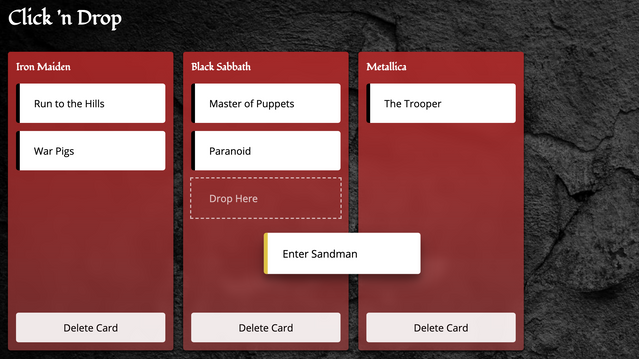 Click 'n Drop
Iron Maiden
Run to the Hills
War Pigs
Delete Card
Black Sabbath
Master of Puppets
Paranoid
Drop Here
Enter Sandman
Delete Card
Metallica
The Trooper
Delete Card